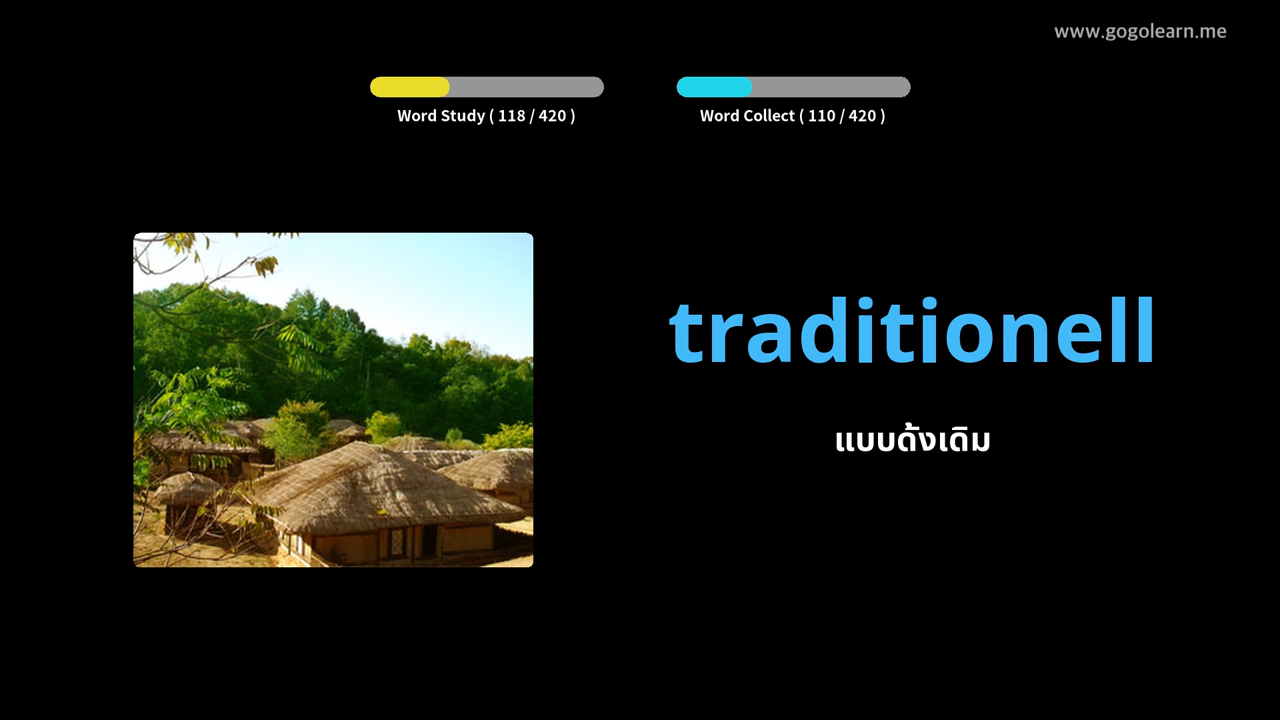 www.gogolearn.me
Word Study ( 118 / 420 )
Word Collect ( 110 / 420 )
traditionell
แบบดั้งเดิม